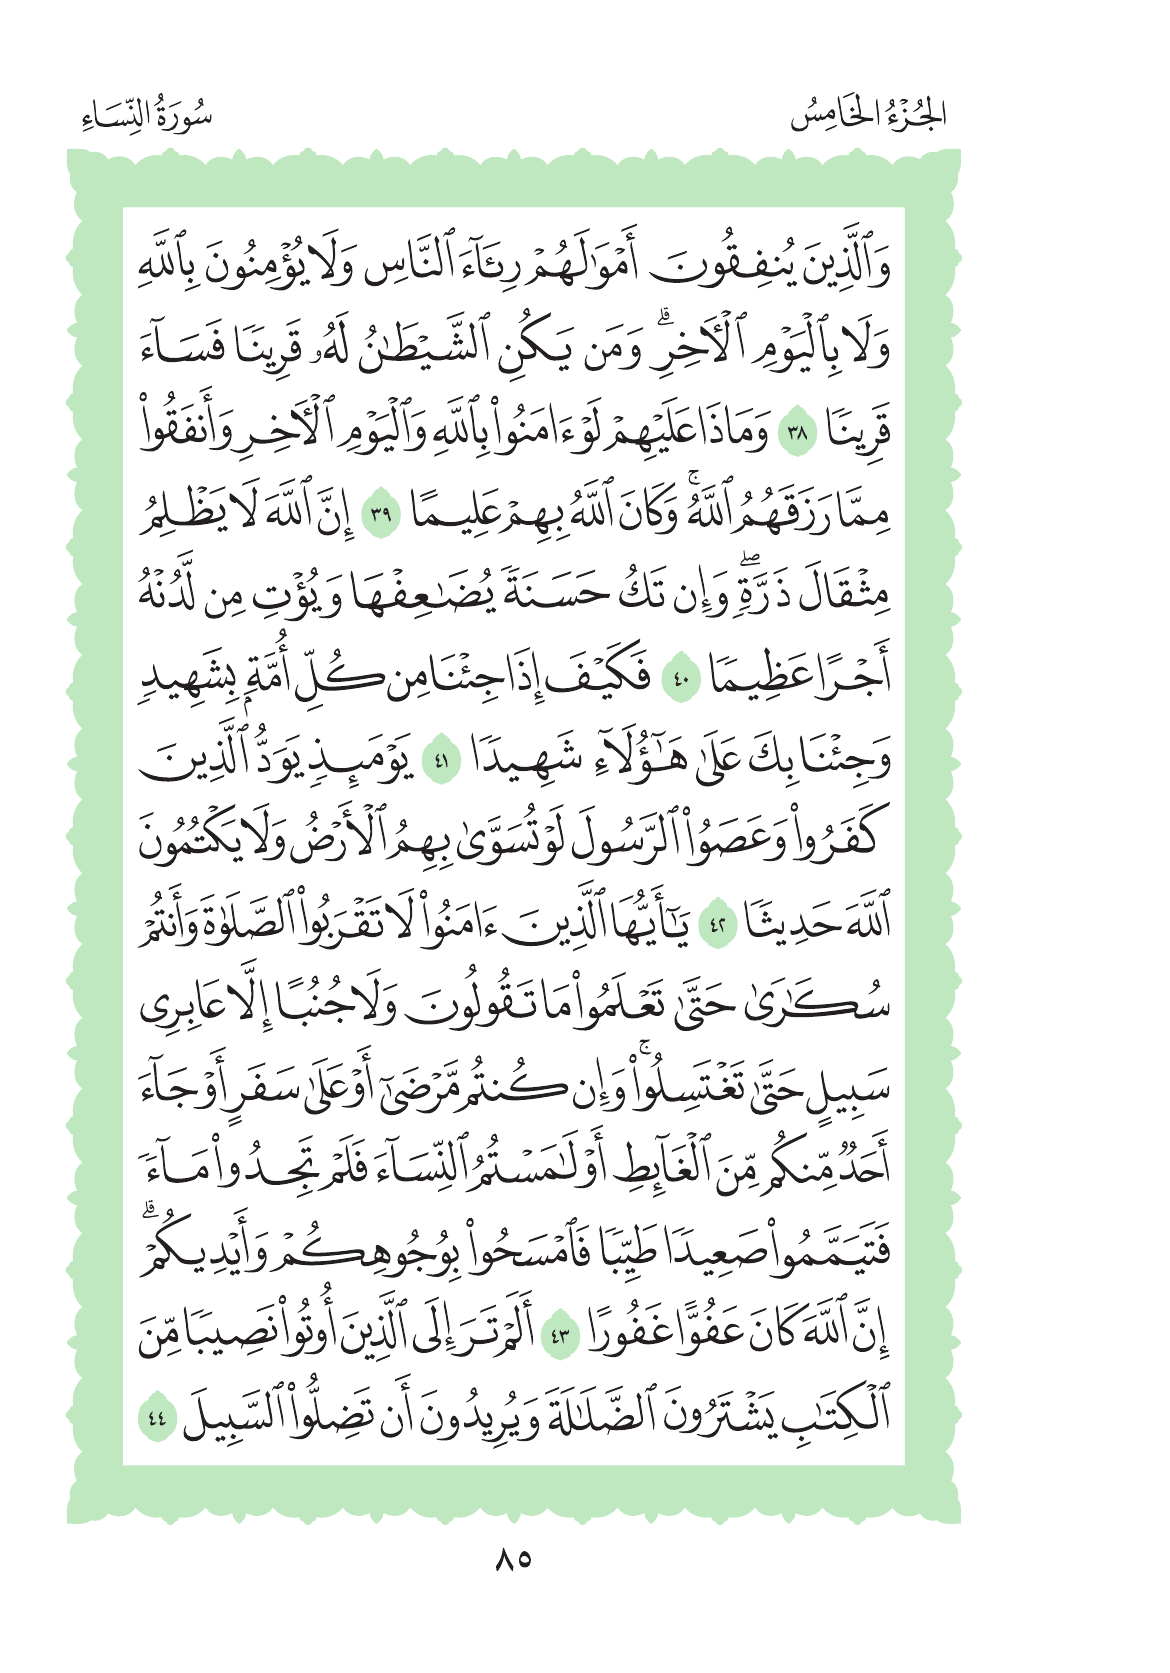 الجُزْءُ الخَامِسُ
سُورَةُ النِّسَاءِ
وَٱلَّذِينَ يُنفِقُونَ أَمْوَٰلَهُمْ رِئَآءَ ٱلنَّاسِ وَلَا يُؤْمِنُونَ بِٱللَّهِ
وَلَا بِٱلْيَوْمِ ٱلْأَخِرِۗ وَمَن يَكُنِ ٱلشَّيْطَٰنُ لَهُۥ قَرِينٗا فَسَآءَ
قَرِينٗا ٣٨ وَمَاذَا عَلَيْهِمْ لَوْ ءَامَنُوا۟ بِٱللَّهِ وَٱلْيَوْمِ ٱلْأَخِرِ وَأَنفَقُوا۟
مِمَّا رَزَقَهُمُ ٱللَّهُۚ وَكَانَ ٱللَّهُ بِهِمْ عَلِيمًا ٣٩ إِنَّ ٱللَّهَ لَا يَظْلِمُ
مِثْقَالَ ذَرَّةٖۖ وَإِن تَكُ حَسَنَةٗ يُضَٰعِفْهَا وَيُؤْتِ مِن لَّدُنْهُ
أَجْرًا عَظِيمٗا ٤٠ فَكَيْفَ إِذَا جِئْنَا مِن كُلِّ أُمَّةِۭ بِشَهِيدٖ
وَجِئْنَا بِكَ عَلَىٰ هَٰٓؤُلَآءِ شَهِيدٗا ٤١ يَوْمَئِذٖ يَوَدُّ ٱلَّذِينَ
كَفَرُوا۟ وَعَصَوُا۟ ٱلرَّسُولَ لَوْ تُسَوَّىٰ بِهِمُ ٱلْأَرْضُ وَلَا يَكْتُمُونَ
ٱللَّهَ حَدِيثٗا ٤٢ يَٰٓأَيُّهَا ٱلَّذِينَ ءَامَنُوا۟ لَا تَقْرَبُوا۟ ٱلصَّلَوٰةَ وَأَنتُمْ
سُكَٰرَىٰ حَتَّىٰ تَعْلَمُوا۟ مَا تَقُولُونَ وَلَا جُنُبًا إِلَّا عَابِرِى
سَبِيلٍ حَتَّىٰ تَغْتَسِلُوا۟ۚ وَإِن كُنتُم مَّرْضَىٰٓ أَوْ عَلَىٰ سَفَرٍ أَوْ جَآءَ
أَحَدٞ مِّنكُم مِّنَ ٱلْغَآئِطِ أَوْ لَٰمَسْتُمُ ٱلنِّسَآءَ فَلَمْ تَجِدُوا۟ مَآءٗ
فَتَيَمَّمُوا۟ صَعِيدٗا طَيِّبٗا فَٱمْسَحُوا۟ بِوُجُوهِكُمْ وَأَيْدِيكُمْۗ
إِنَّ ٱللَّهَ كَانَ عَفُوًّا غَفُورًا ٤٣ أَلَمْ تَرَ إِلَى ٱلَّذِينَ أُوتُوا۟ نَصِيبٗا مِّنَ
ٱلْكِتَٰبِ يَشْتَرُونَ ٱلضَّلَٰلَةَ وَيُرِيدُونَ أَن تَضِلُّوا۟ ٱلسَّبِيلَ ٤٤
٨٥